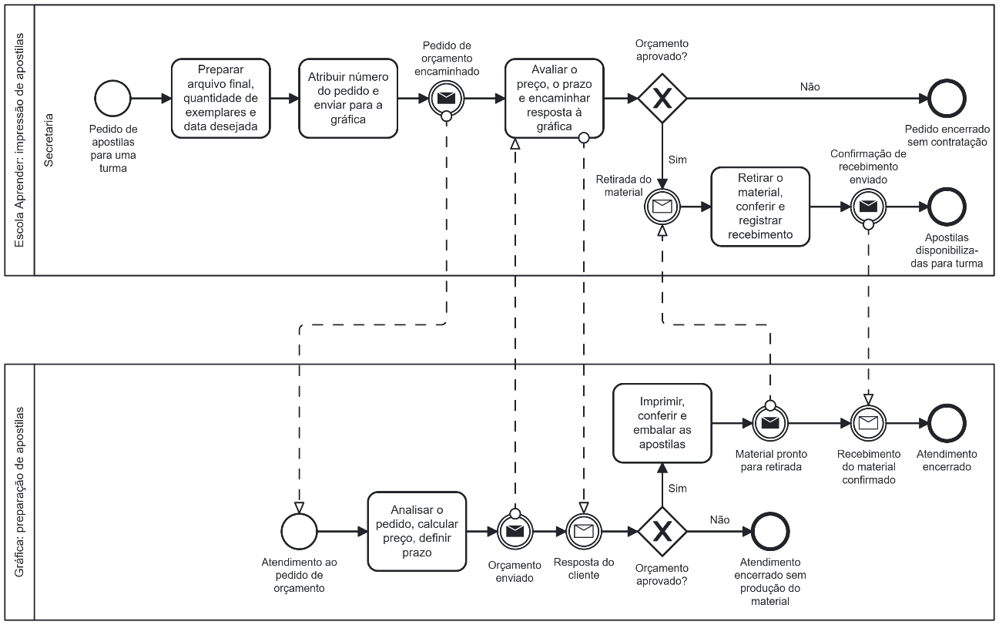 Escola Aprender: impressão de apostilas
Secretaria
Pedido de
apostilas
para uma
turma
Preparar
arquivo final,
quantidade de
exemplares e
data desejada
Atribuir número
do pedido e
enviar para a
gráfica
Pedido de
orçamento
encaminhado
Avaliar o
preço, o prazo
e encaminhar
resposta à
gráfica
Orçamento
aprovado?
Não
Pedido encerrado
sem contratação
Sim
Retirada do
material
Retirar o
material,
conferir e
registrar
recebimento
Confirmação de
recebimento
enviado
Apostilas
disponibiliza-
das para turma
Gráfica: preparação de apostilas
Atendimento ao
pedido de
orçamento
Analisar o
pedido, calcular
preço, definir
prazo
Orçamento
enviado
Resposta do
cliente
Orçamento
aprovado?
Não
Atendimento
encerrado sem
produção do
material
Sim
Imprimir,
conferir e
embalar as
apostilas
Material pronto
para retirada
Recebimento
do material
confirmado
Atendimento
encerrado